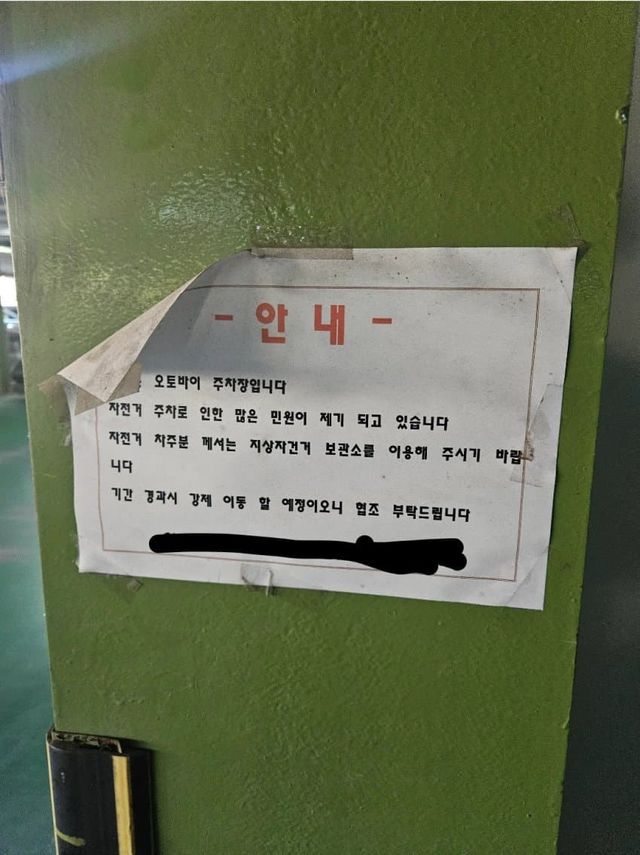 - 안 내 -
오토바이 주차장입니다
자전거 주차로 인한 많은 민원이 제기 되고 있습니다
자전거 차주분 께서는 지상자건거 보관소를 이용해 주시기 바랍
니다
기간 경과시 강제 이동 할 예정이오니 협조 부탁드립니다